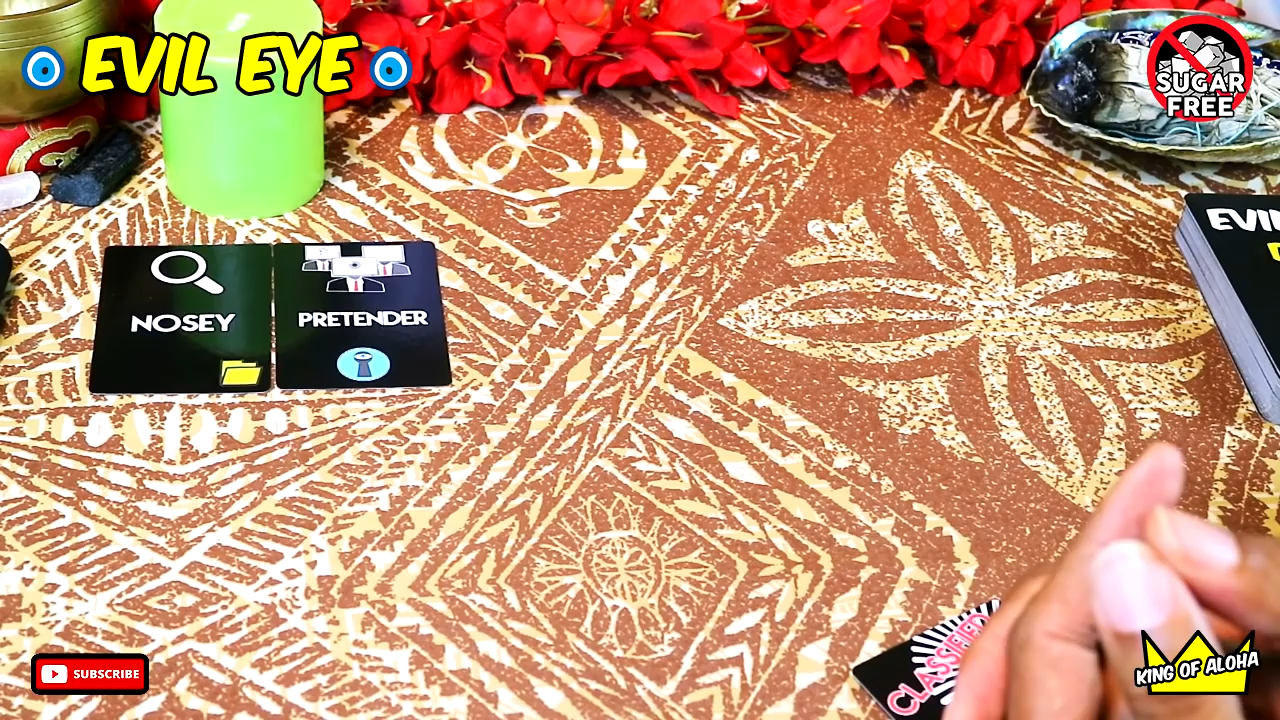 EVIL EYE
SUGAR
FREE
EVIL
NOSEY
PRETENDER
CLASSIFIED
SUBSCRIBE
KING OF ALOHA